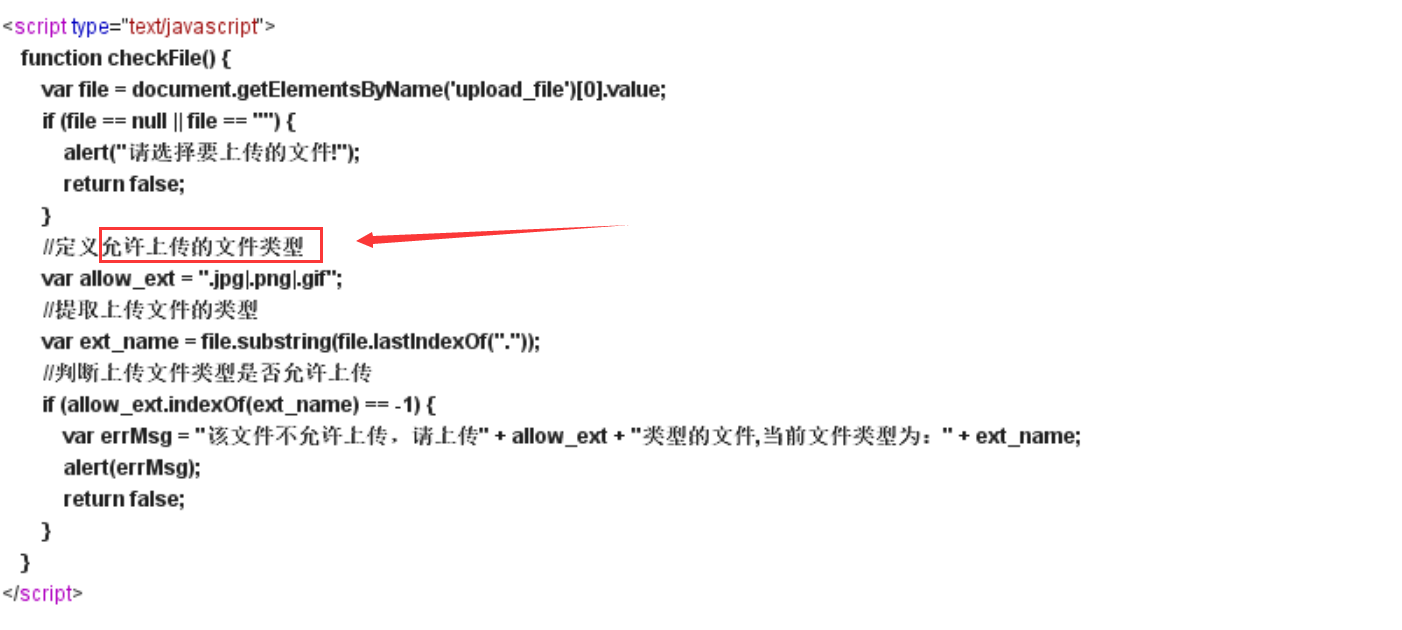 <script type="text/javascript">
function checkFile() {
var file = document.getElementsByName('upload_file')[0].value;
if (file == null || file == "") {
alert("请选择要上传的文件!");
return false;
}
//定义允许上传的文件类型
var allow_ext = ".jpg|.png|.gif";
//提取上传文件的类型
var ext_name = file.substring(file.lastIndexOf("."));
//判断上传文件类型是否允许上传
if (allow_ext.indexOf(ext_name) == -1) {
var errMsg = "该文件不允许上传，请上传" + allow_ext + "类型的文件,当前文件类型为：" + ext_name;
alert(errMsg);
return false;
}
}
</script>